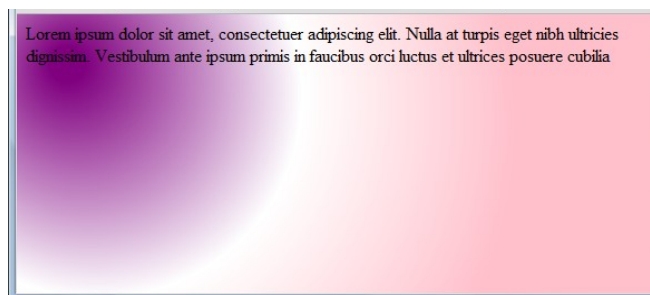 Lorem ipsum dolor sit amet, consectetuer adipiscing elit. Nulla at turpis eget nibh ultricies
dignissim. Vestibulum ante ipsum primis in faucibus orci luctus et ultrices posuere cubilia